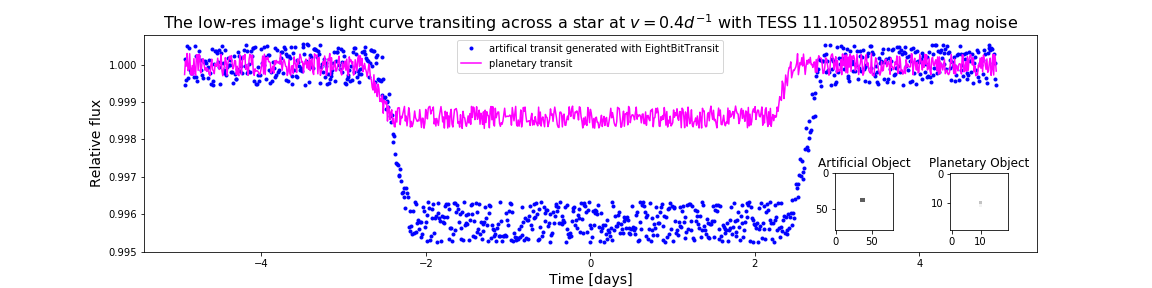 The low-res image's light curve transiting across a star at v = 0.4d⁻¹ with TESS 11.1050289551 mag noise
artifical transit generated with EightBitTransit
planetary transit
Relative flux
1.000
0.999
0.998
0.997
0.996
0.995
−4
−2
0
2
4
Time [days]
Artificial Object
0
50
0
50
Planetary Object
0
10
0
10